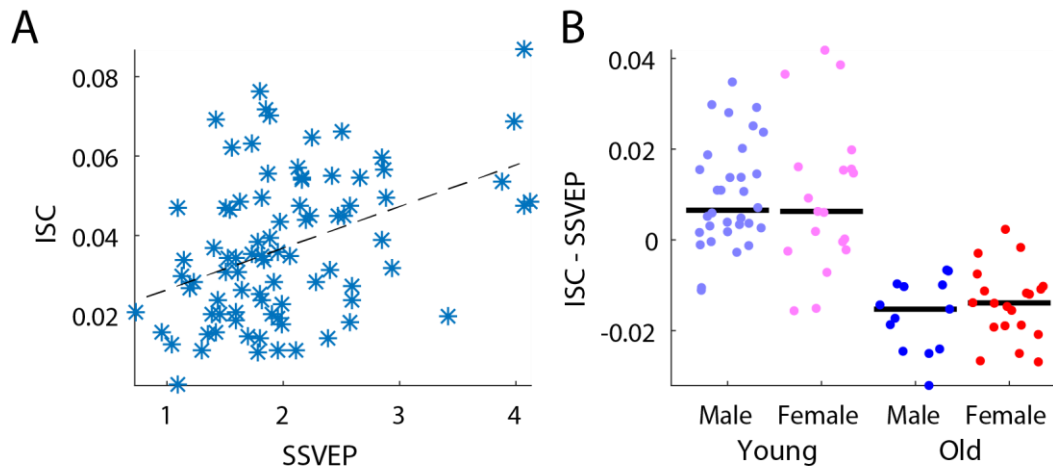 A
ISC
0.08
0.06
0.04
0.02
1 2 3 4
SSVEP
B
ISC - SSVEP
0.04
0.02
0
-0.02
Male Female Male Female
Young Old